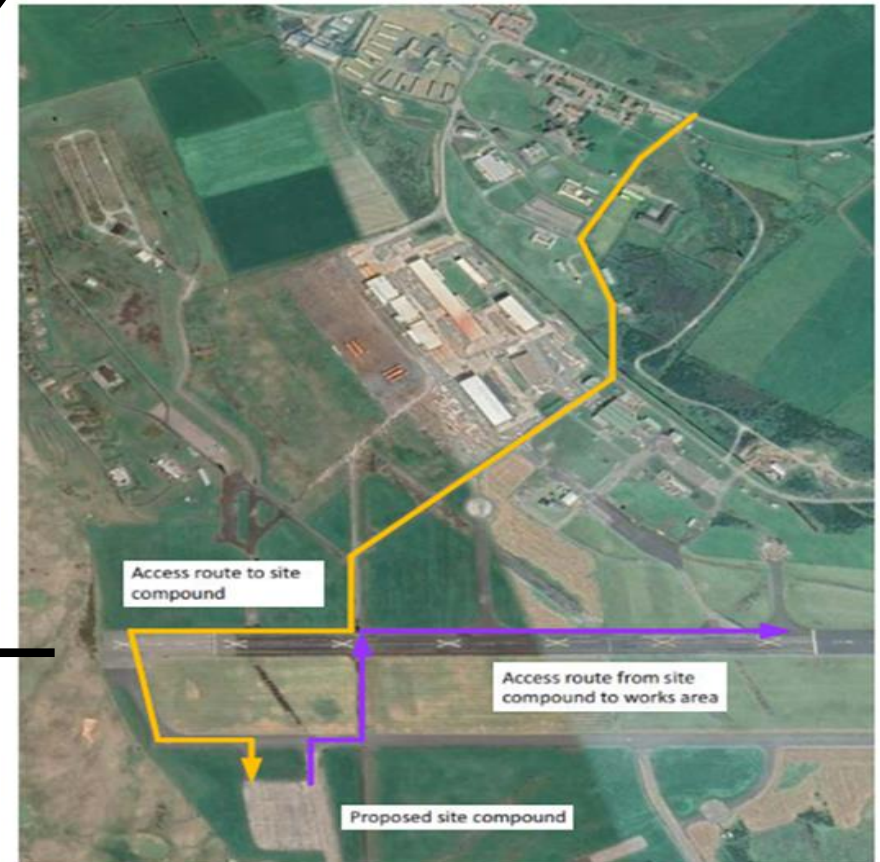 Access route to site
compound
Access route from site
compound to works area
Proposed site compound